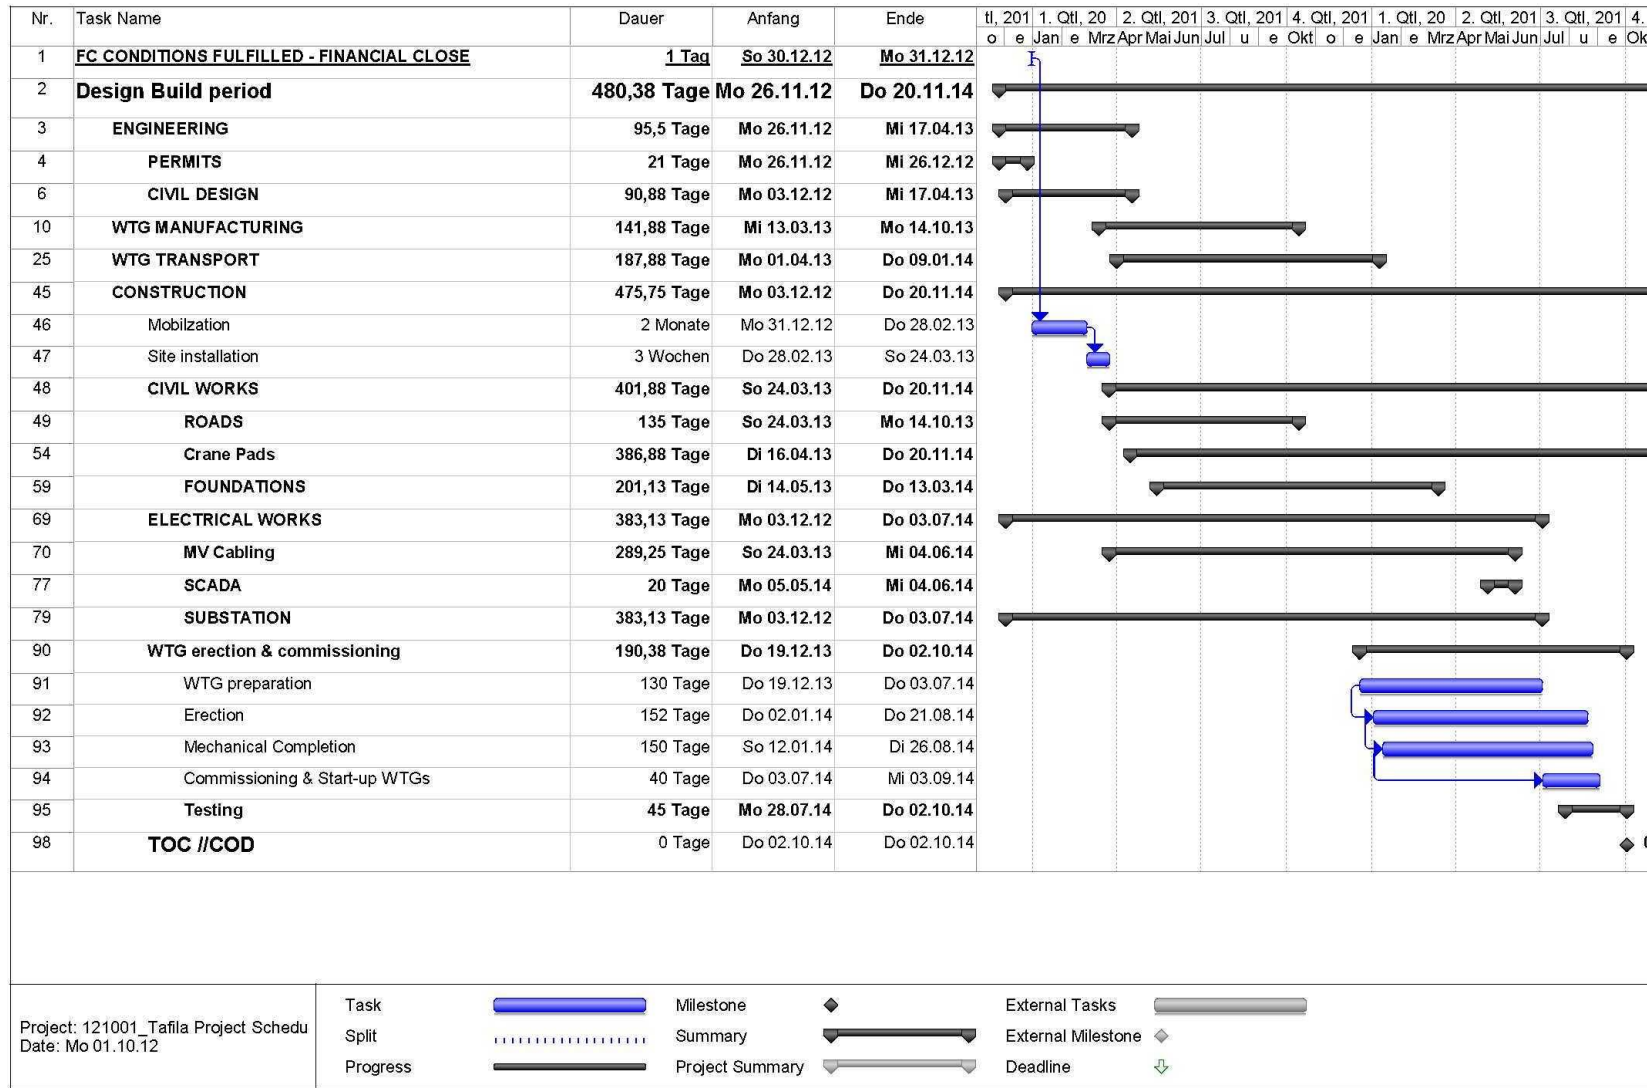 Nr. Task Name Dauer Anfang Ende tl, 201 1. Qtl, 20 2. Qtl, 201 3. Qtl, 201 4. Qtl, 201 1. Qtl, 20 2. Qtl, 201 3. Qtl, 201 4.
o e Jan e Mrz Apr Mai Jun Jul u e Okt o e Jan e Mrz Apr Mai Jun Jul u e Ok
1 FC CONDITIONS FULFILLED - FINANCIAL CLOSE 1 Tag So 30.12.12 Mo 31.12.12
2 Design Build period 480,38 Tage Mo 26.11.12 Do 20.11.14
3 ENGINEERING 95,5 Tage Mo 26.11.12 Mi 17.04.13
4 PERMITS 21 Tage Mo 26.11.12 Mi 26.12.12
6 CIVIL DESIGN 90,88 Tage Mo 03.12.12 Mi 17.04.13
10 WTG MANUFACTURING 141,88 Tage Mi 13.03.13 Mo 14.10.13
25 WTG TRANSPORT 187,88 Tage Mo 01.04.13 Do 09.01.14
45 CONSTRUCTION 475,75 Tage Mo 03.12.12 Do 20.11.14
46 Mobilzation 2 Monate Mo 31.12.12 Do 28.02.13
47 Site installation 3 Wochen Do 28.02.13 So 24.03.13
48 CIVIL WORKS 401,88 Tage So 24.03.13 Do 20.11.14
49 ROADS 135 Tage So 24.03.13 Mo 14.10.13
54 Crane Pads 386,88 Tage Di 16.04.13 Do 20.11.14
59 FOUNDATIONS 201,13 Tage Di 14.05.13 Do 13.03.14
69 ELECTRICAL WORKS 383,13 Tage Mo 03.12.12 Do 03.07.14
70 MV Cabling 289,25 Tage So 24.03.13 Mi 04.06.14
77 SCADA 20 Tage Mo 05.05.14 Mi 04.06.14
79 SUBSTATION 383,13 Tage Mo 03.12.12 Do 03.07.14
90 WTG erection & commissioning 190,38 Tage Do 19.12.13 Do 02.10.14
91 WTG preparation 130 Tage Do 19.12.13 Do 03.07.14
92 Erection 152 Tage Do 02.01.14 Do 21.08.14
93 Mechanical Completion 150 Tage So 12.01.14 Di 26.08.14
94 Commissioning & Start-up WTGs 40 Tage Do 03.07.14 Mi 03.09.14
95 Testing 45 Tage Mo 28.07.14 Do 02.10.14
98 TOC //COD 0 Tage Do 02.10.14 Do 02.10.14
Project: 121001_Tafila Project Schedu
Date: Mo 01.10.12
Task Milestone External Tasks
Split Summary External Milestone
Progress Project Summary Deadline